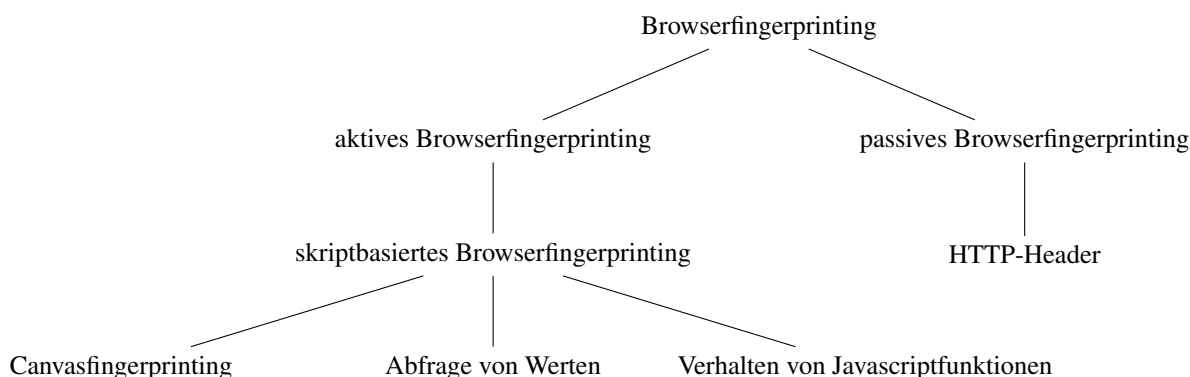 Browserfingerprinting
aktives Browserfingerprinting
passives Browserfingerprinting
skriptbasiertes Browserfingerprinting
HTTP-Header
Canvasfingerprinting
Abfrage von Werten
Verhalten von Javascriptfunktionen